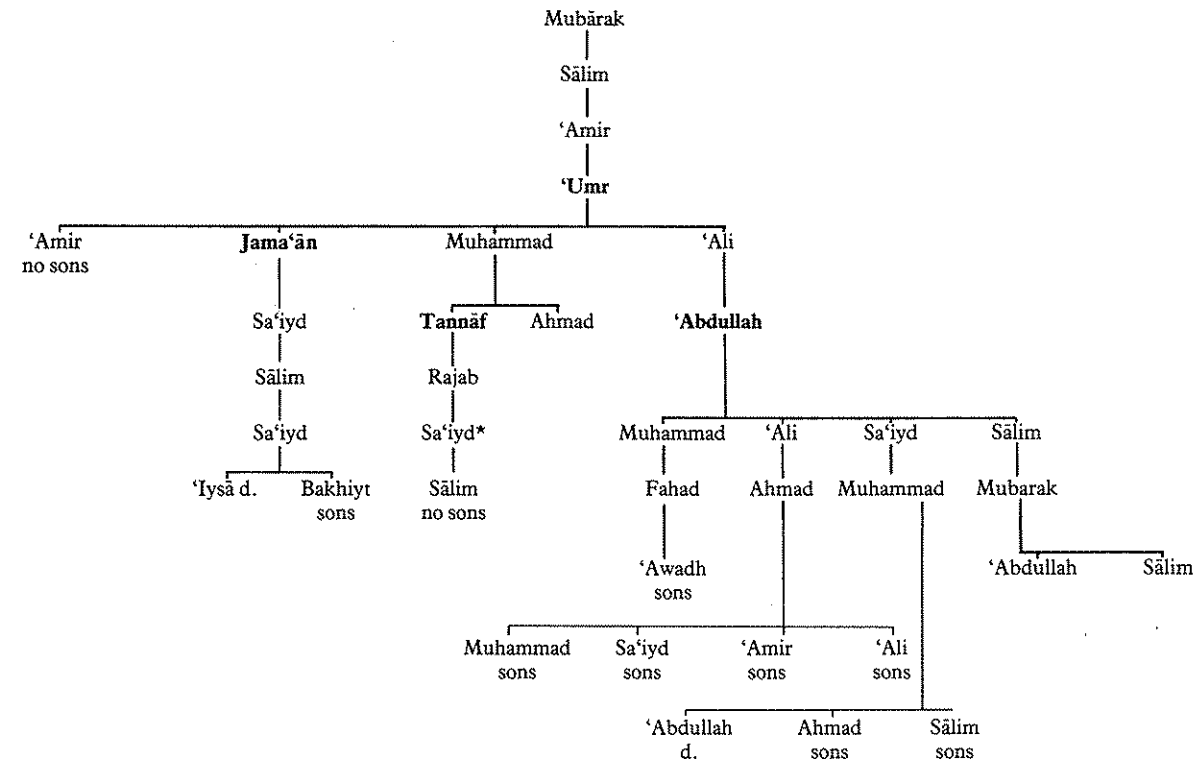 Mubārak
Sālim
‘Amir
‘Umr
‘Amir Jama‘ān Muhammad ‘Ali
no sons
Sa‘iyd Tannāf Ahmad ‘Abdullah
Sālim Rajab
Sa‘iyd Sa‘iyd* Muhammad ‘Ali Sa‘iyd Sālim
‘Iysā d. Bakhiyt Sālim Fahad Ahmad Muhammad Mubarak
sons no sons
‘Awadh ‘Abdullah Sālim
sons
Muhammad Sa‘iyd ‘Amir ‘Ali
sons sons sons sons
‘Abdullah Ahmad Sālim
d. sons sons